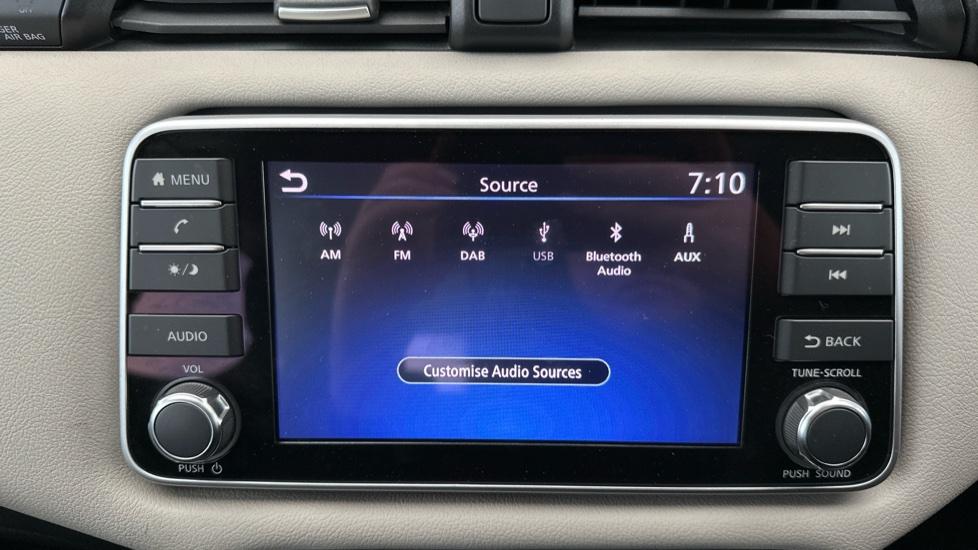 AIR BAG
MENU
AUDIO
VOL
PUSH
Source
7:10
AM
FM
DAB
USB
Bluetooth
Audio
AUX
Customise Audio Sources
BACK
TUNE•SCROLL
PUSH SOUND